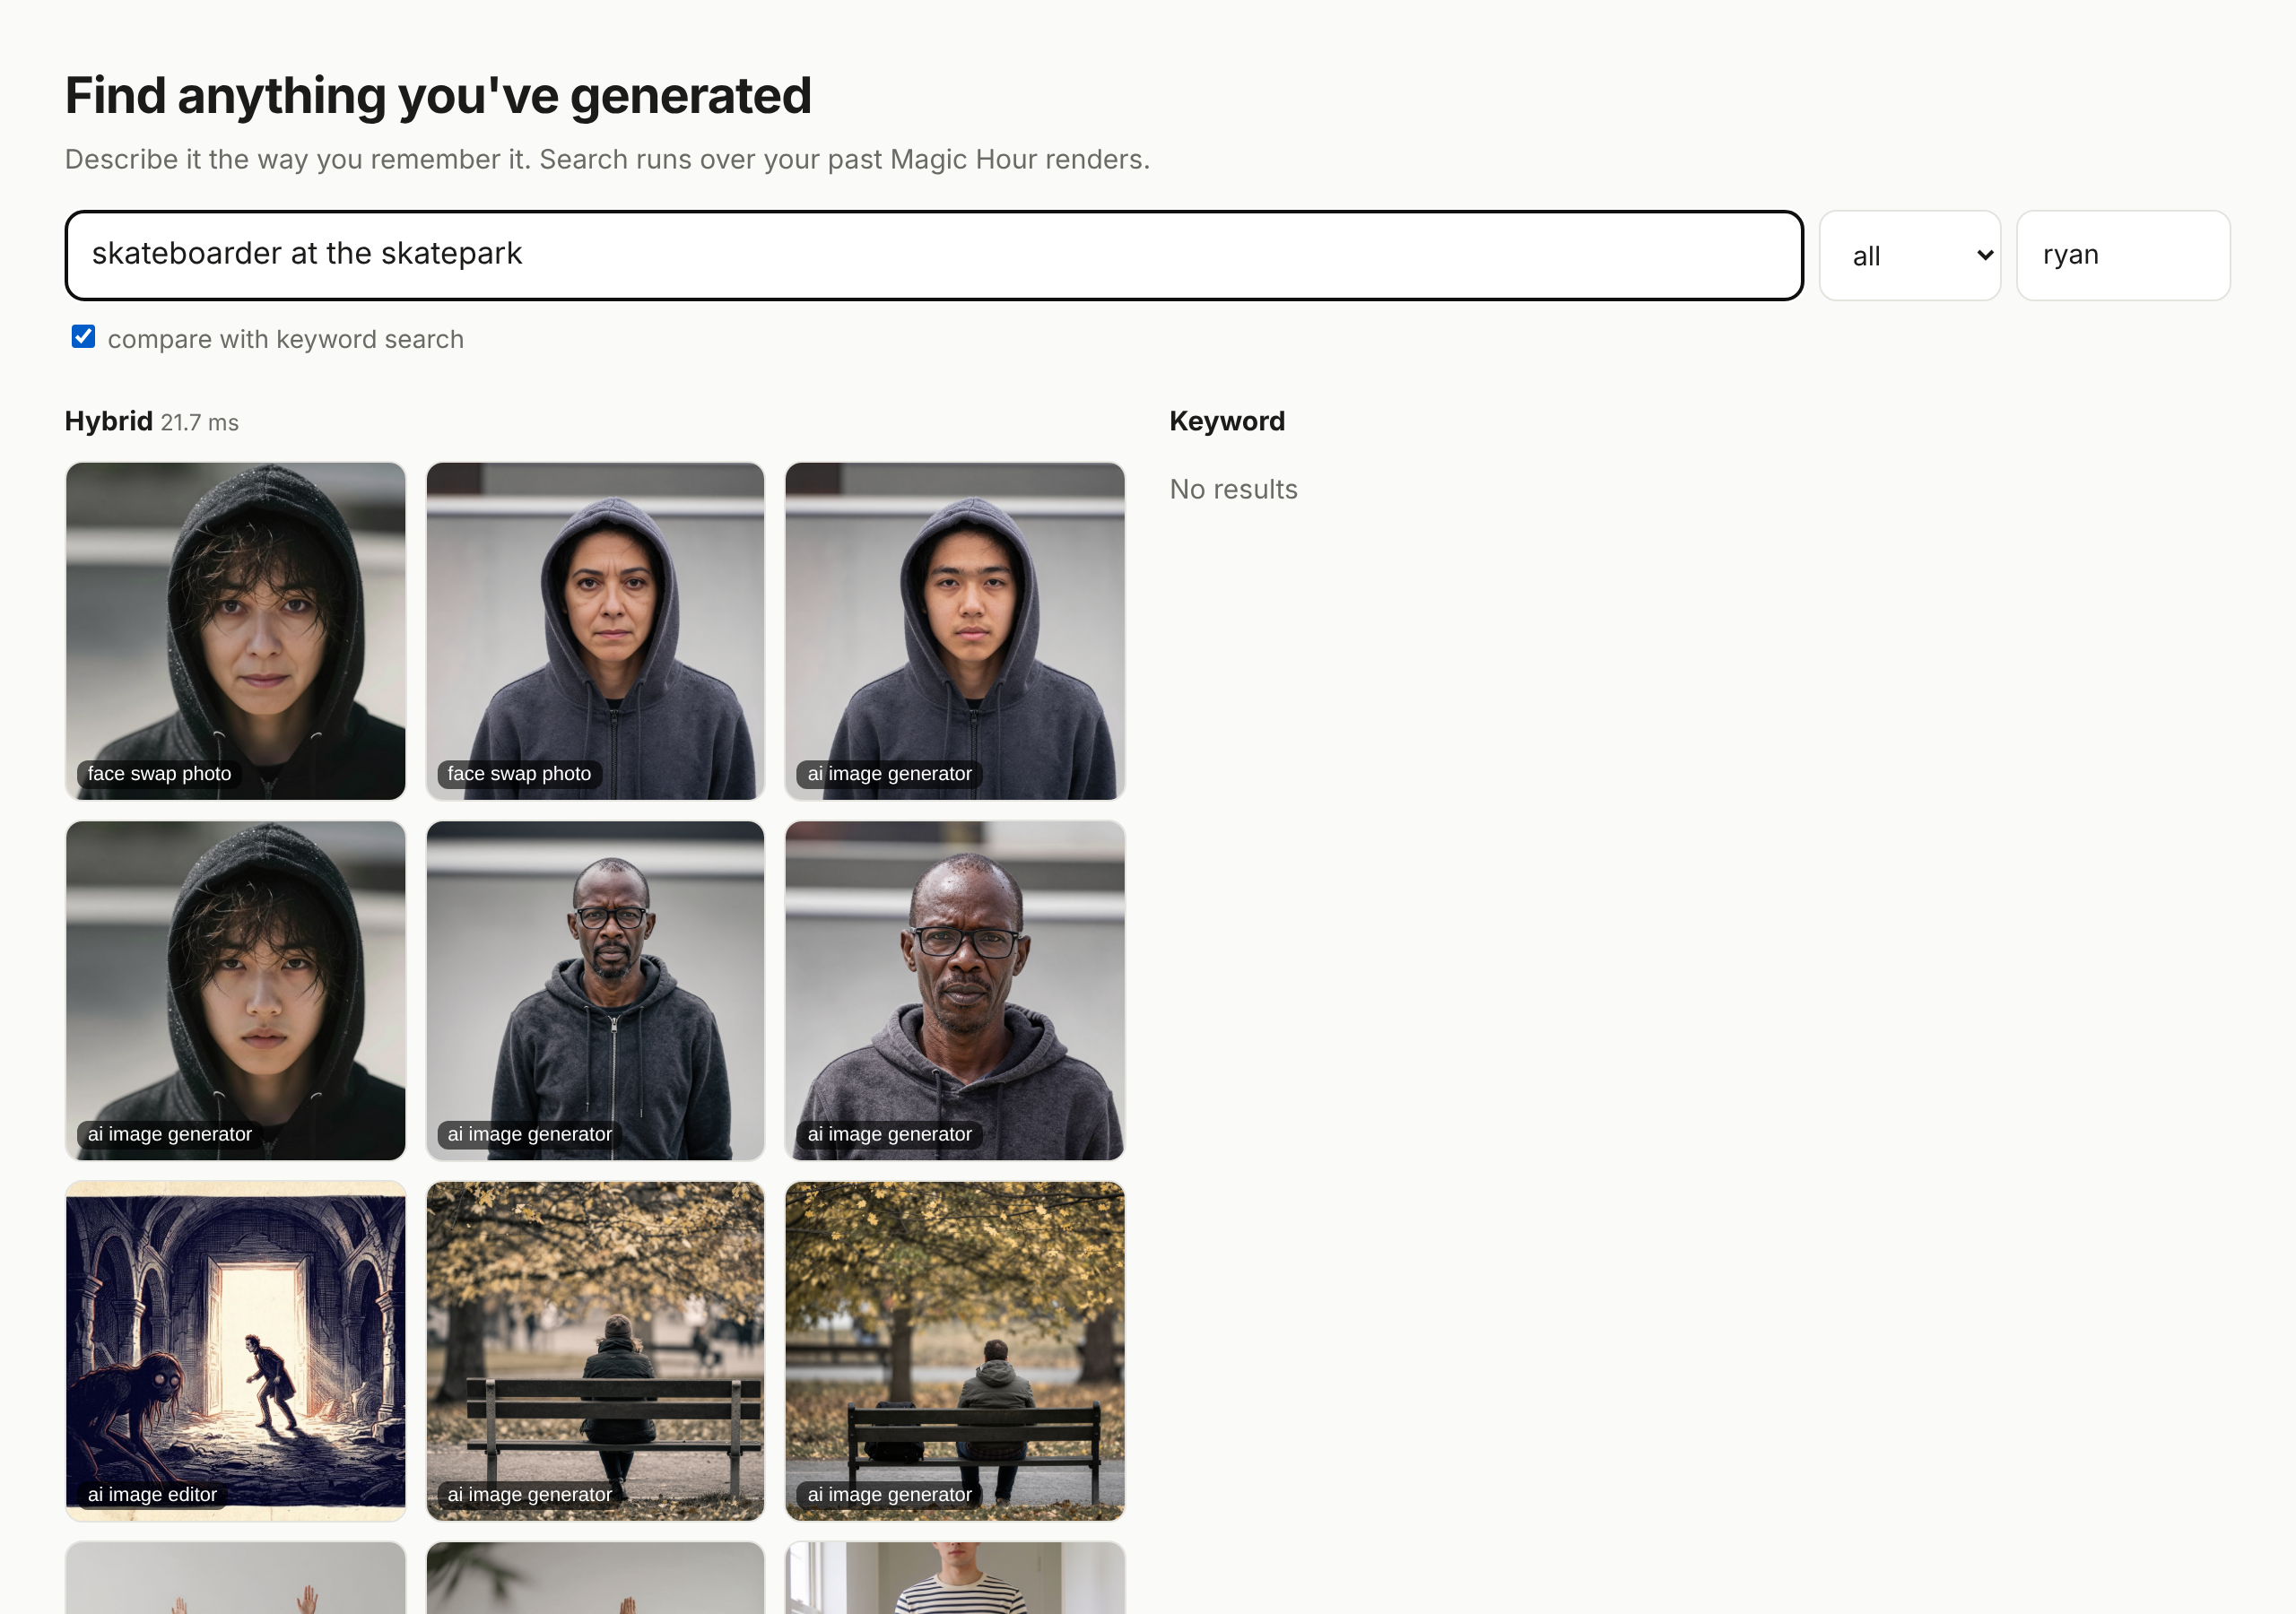 Find anything you've generated
Describe it the way you remember it. Search runs over your past Magic Hour renders.
skateboarder at the skatepark
all
ryan
compare with keyword search
Hybrid 21.7 ms
Keyword
No results
face swap photo
face swap photo
ai image generator
ai image generator
ai image generator
ai image generator
ai image editor
ai image generator
ai image generator